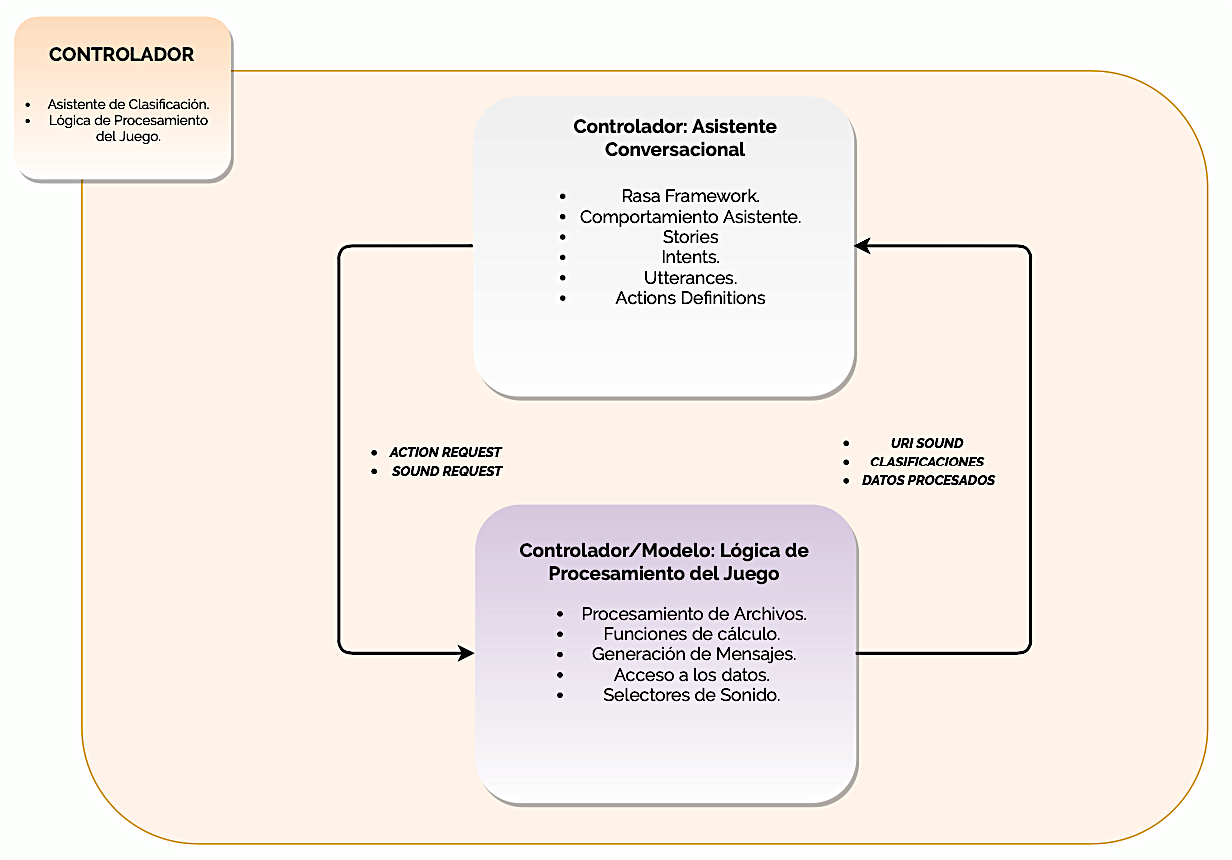 CONTROLADOR
• Asistente de Clasificación.
• Lógica de Procesamiento
del Juego.
Controlador: Asistente
Conversacional
• Rasa Framework.
• Comportamiento Asistente.
• Stories
• Intents.
• Utterances.
• Actions Definitions
• ACTION REQUEST
• SOUND REQUEST
• URI SOUND
• CLASIFICACIONES
• DATOS PROCESADOS
Controlador/Modelo: Lógica de
Procesamiento del Juego
• Procesamiento de Archivos.
• Funciones de cálculo.
• Generación de Mensajes.
• Acceso a los datos.
• Selectores de Sonido.